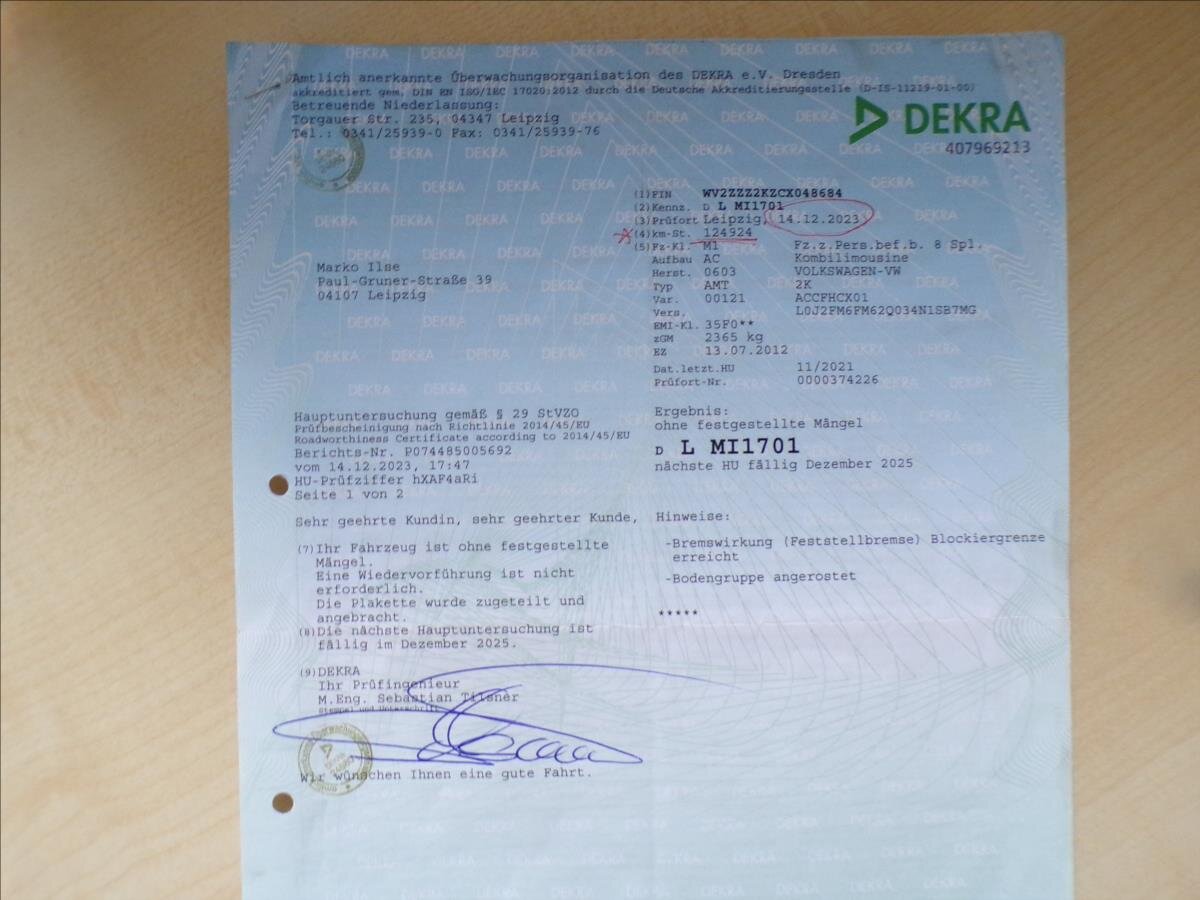 Amtlich anerkannte Überwachungsorganisation des DEKRA e.V. Dresden
akkreditiert gem. DIN EN ISO/IEC 17020:2012 durch die Deutsche Akkreditierungsstelle (D-IS-11219-01-00)
Betreuende Niederlassung:
Torgauer Str. 235, 04347 Leipzig
Tel.: 0341/25939-0 Fax: 0341/25939-76
DEKRA
407969213
(1) FIN WV2ZZZ2KZCX048684
(2) Kennz. D L MI1701
(3) Prüfort Leipzig, 14.12.2023
(4) km-St. 124924
(5) Fz-Kl. M1 Fz.z.Pers.bef.b. 8 Spl.
Aufbau AC Kombilimousine
Herst. 0603 VOLKSWAGEN-VW
Typ AMT 2K
Var. 00121 ACCFHCX01
Vers. L0J2FM6FM62Q034N1SB7MG
EMI-Kl. 35F0**
zGM 2365 kg
EZ 13.07.2012
Dat.letzt.HU 11/2021
Prüfort-Nr. 0000374226
Marko Ilse
Paul-Gruner-Straße 39
04107 Leipzig
Hauptuntersuchung gemäß § 29 StVZO
Prüfbescheinigung nach Richtlinie 2014/45/EU
Roadworthiness Certificate according to 2014/45/EU
Berichts-Nr. P074485005692
vom 14.12.2023, 17:47
HU-Prüfziffer hXAF4aRi
Seite 1 von 2
Ergebnis:
ohne festgestellte Mängel
D L MI1701
nächste HU fällig Dezember 2025
Sehr geehrte Kundin, sehr geehrter Kunde,
(7) Ihr Fahrzeug ist ohne festgestellte
Mängel.
Eine Wiedervorführung ist nicht
erforderlich.
Die Plakette wurde zugeteilt und
angebracht.
(8) Die nächste Hauptuntersuchung ist
fällig im Dezember 2025.
Hinweise:
-Bremswirkung (Feststellbremse) Blockiergrenze
erreicht
-Bodengruppe angerostet
*****
(9) DEKRA
Ihr Prüfingenieur
M.Eng. Sebastian Tilsner
Stempel und Unterschrift
Wir wünschen Ihnen eine gute Fahrt.